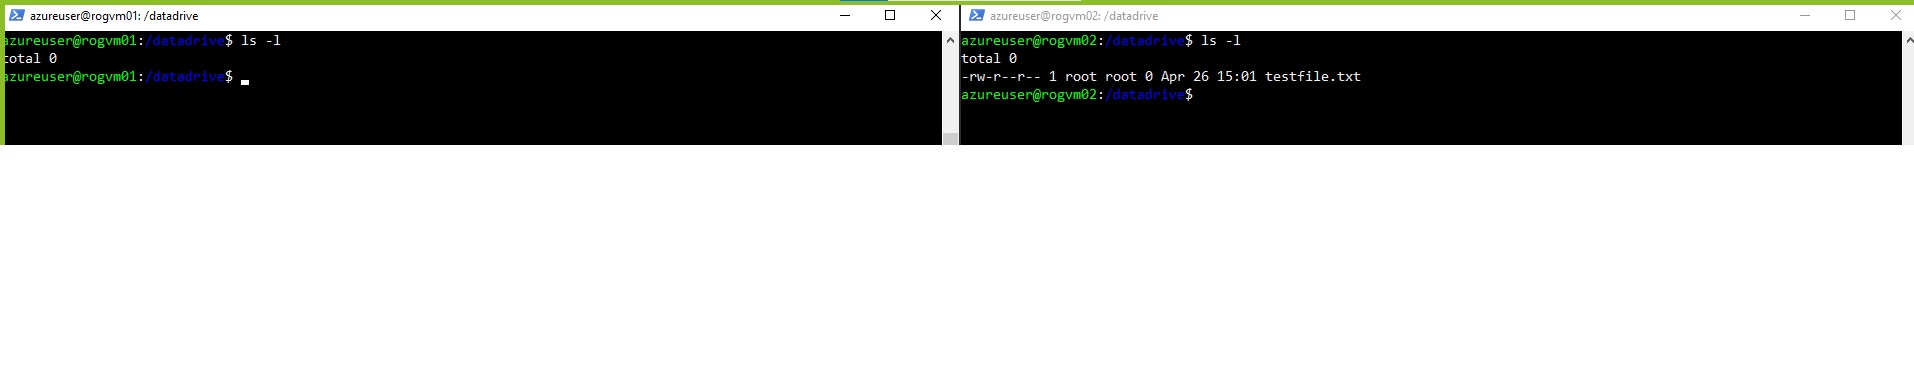 azureuser@rogvm01: /datadrive
azureuser@rogvm01:/datadrive$ ls -l
total 0
azureuser@rogvm01:/datadrive$
azureuser@rogvm02: /datadrive
azureuser@rogvm02:/datadrive$ ls -l
total 0
-rw-r--r-- 1 root root 0 Apr 26 15:01 testfile.txt
azureuser@rogvm02:/datadrive$